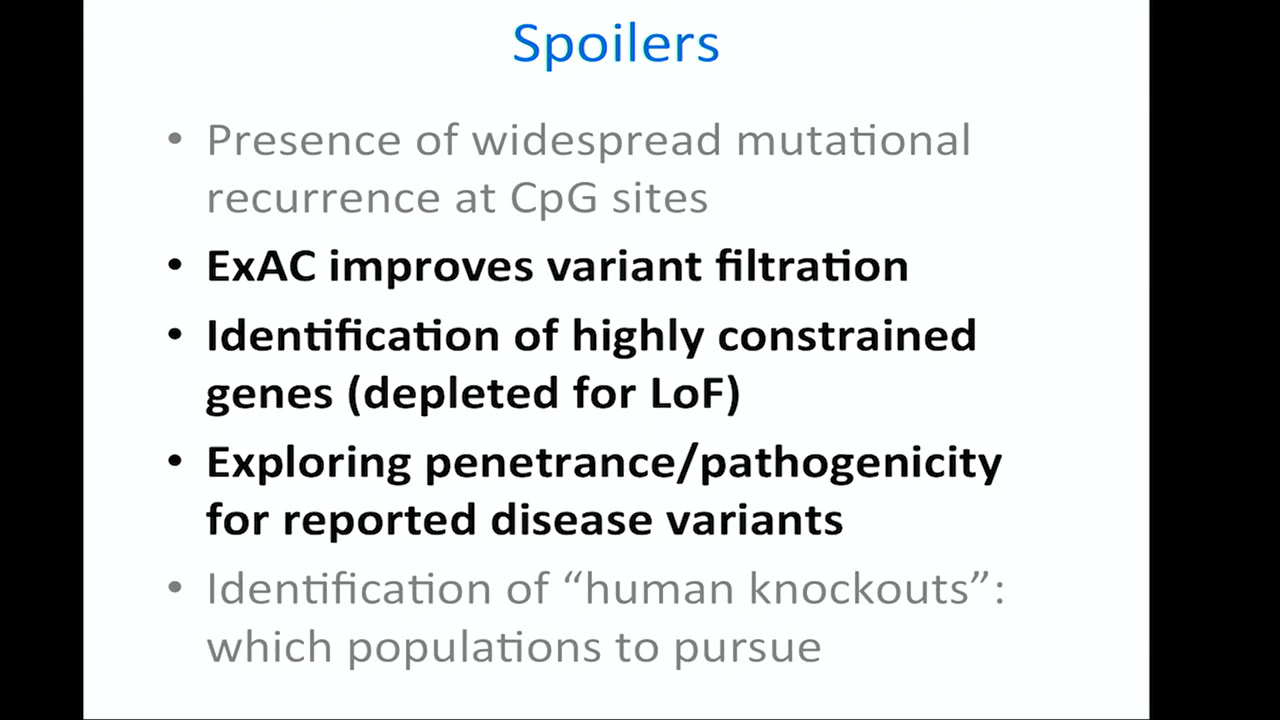 Spoilers
• Presence of widespread mutational
recurrence at CpG sites
• ExAC improves variant filtration
• Identification of highly constrained
genes (depleted for LoF)
• Exploring penetrance/pathogenicity
for reported disease variants
• Identification of “human knockouts”:
which populations to pursue